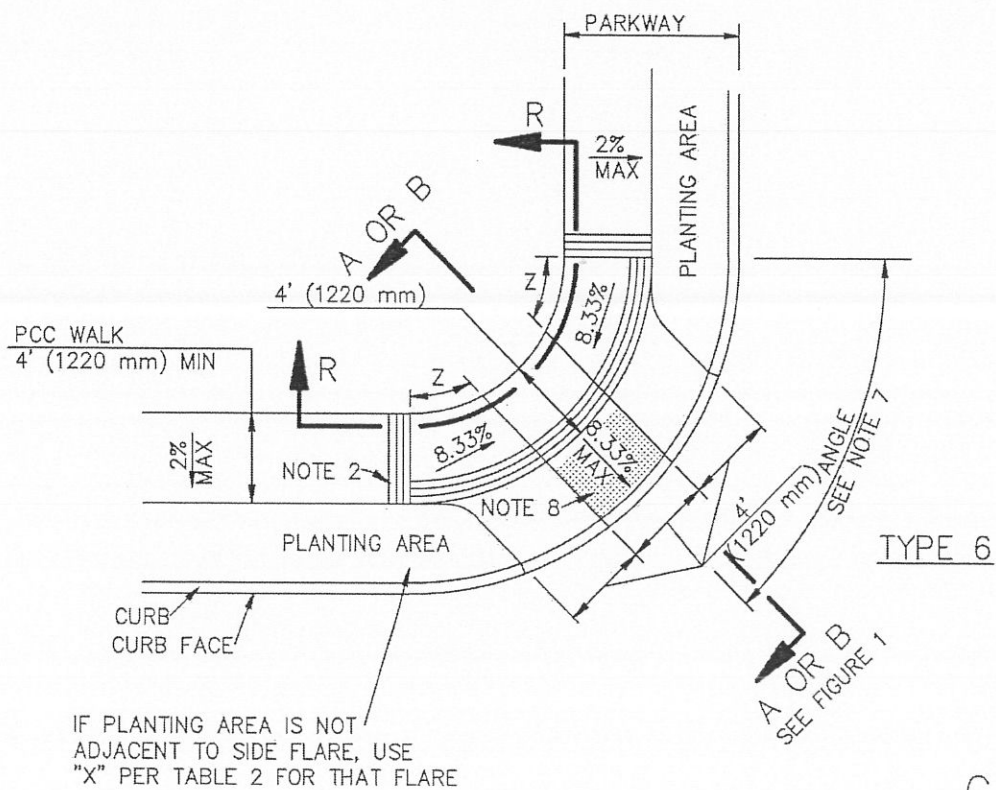 PARKWAY
R
2%
MAX
PLANTING AREA
A OR B
4' (1220 mm)
Z
8.33%
PCC WALK
4' (1220 mm) MIN
R
Z
2%
MAX
NOTE 2
8.33%
8.33%
MAX
NOTE 8
4'
(1220 mm)
ANGLE
SEE NOTE 7
PLANTING AREA
TYPE 6
CURB
CURB FACE
A OR B
SEE FIGURE 1
IF PLANTING AREA IS NOT
ADJACENT TO SIDE FLARE, USE
"X" PER TABLE 2 FOR THAT FLARE